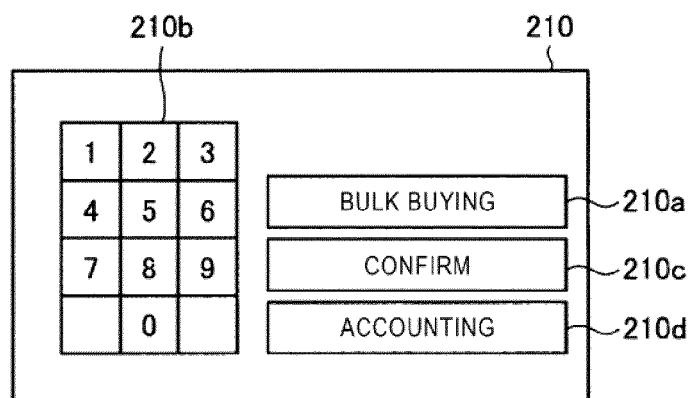 210b 210
1 2 3
BULK BUYING 210a
4 5 6
CONFIRM 210c
7 8 9
ACCOUNTING 210d
0